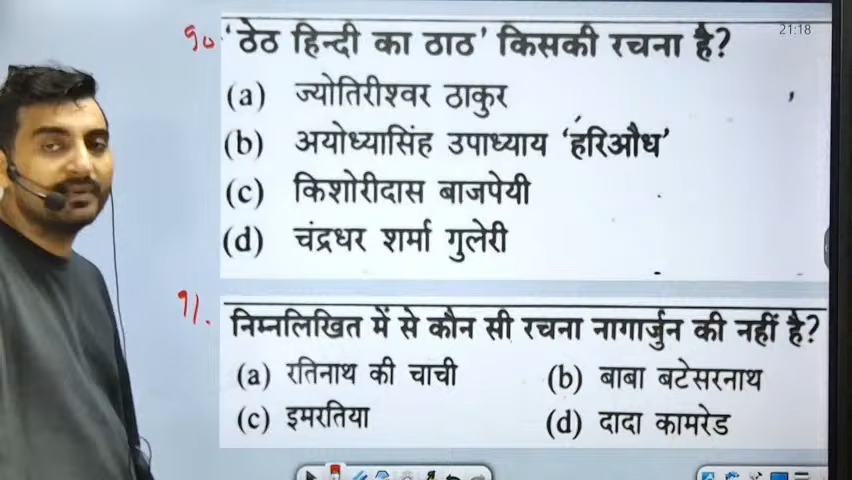 21:18
90. 'ठेठ हिन्दी का ठाठ' किसकी रचना है?
(a) ज्योतिरीश्वर ठाकुर
(b) अयोध्यासिंह उपाध्याय 'हरिऔध'
(c) किशोरीदास बाजपेयी
(d) चंद्रधर शर्मा गुलेरी
91. निम्नलिखित में से कौन सी रचना नागार्जुन की नहीं है?
(a) रतिनाथ की चाची (b) बाबा बटेसरनाथ
(c) इमरतिया (d) दादा कामरेड